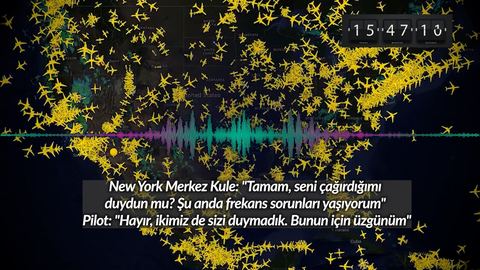 15 47 10
New York Merkez Kule: "Tamam, seni çağırdığımı
duydun mu? Şu anda frekans sorunları yaşıyorum"
Pilot: "Hayır, ikimiz de sizi duymadık. Bunun için üzgünüm"